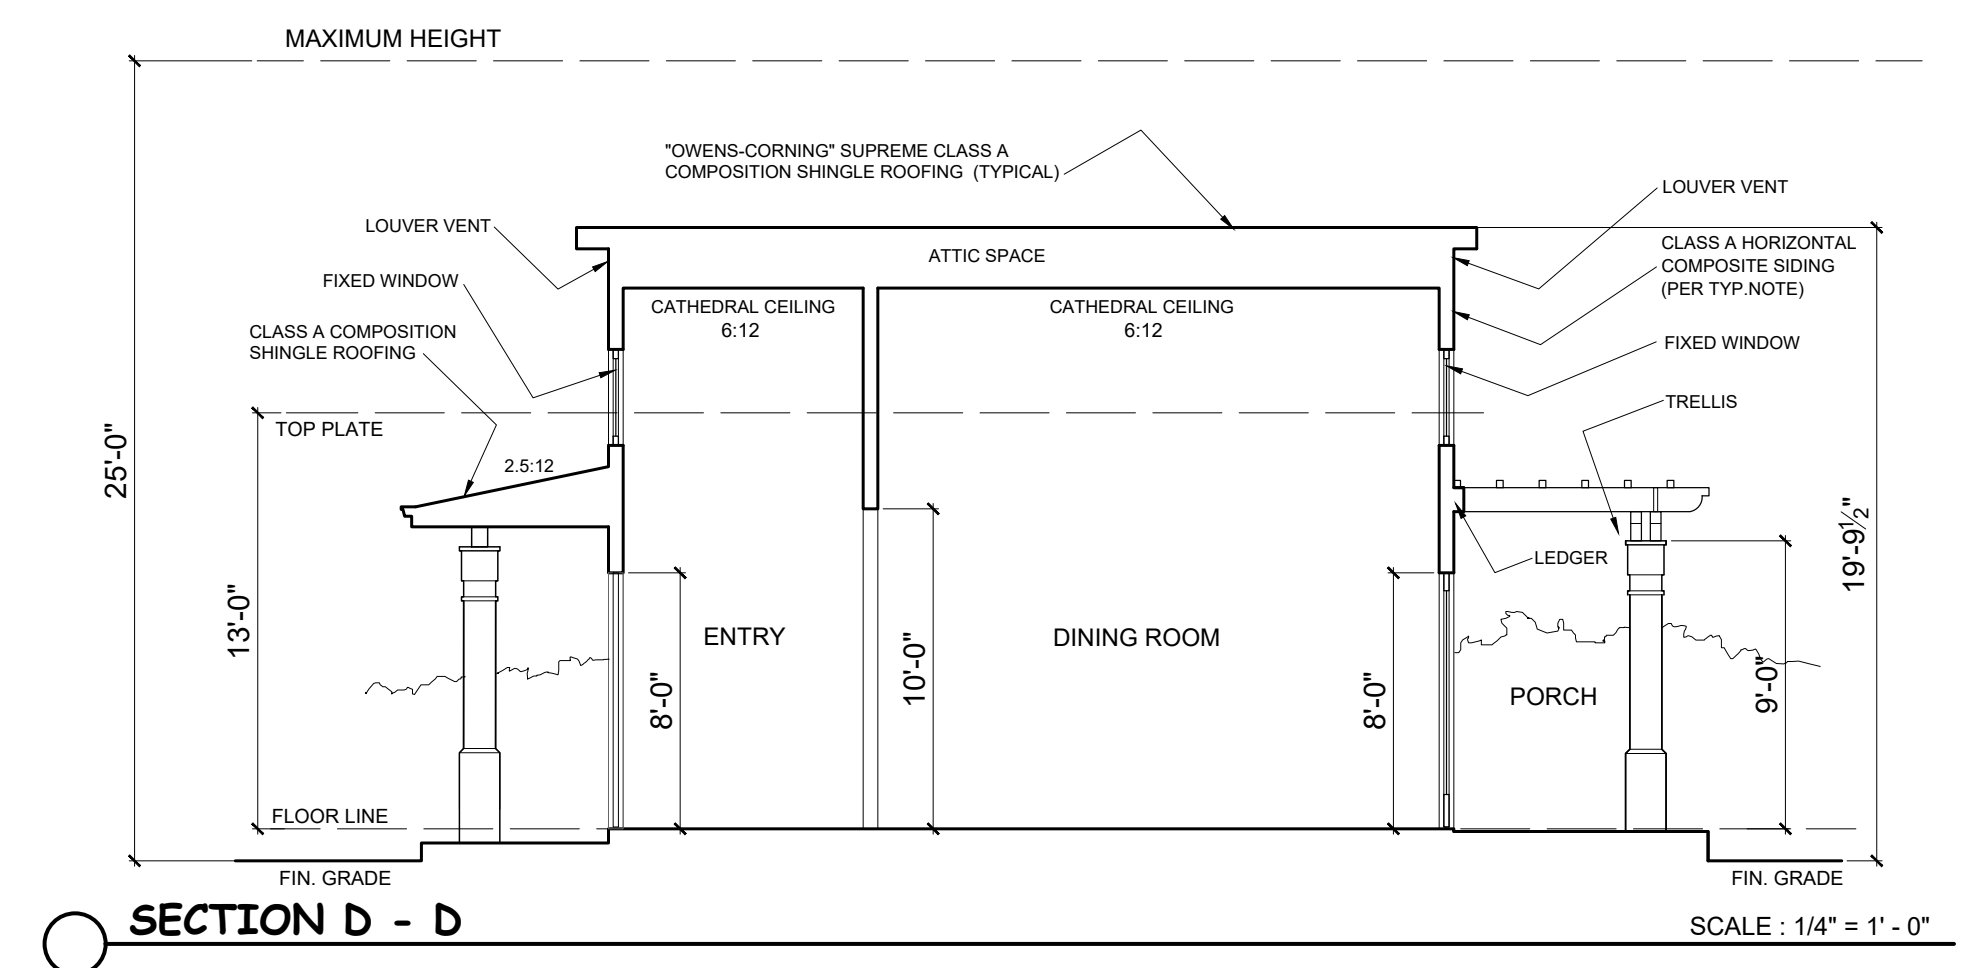 MAXIMUM HEIGHT
"OWENS-CORNING" SUPREME CLASS A
COMPOSITION SHINGLE ROOFING (TYPICAL)
LOUVER VENT
LOUVER VENT
ATTIC SPACE
CLASS A HORIZONTAL
COMPOSITE SIDING
(PER TYP.NOTE)
FIXED WINDOW
CATHEDRAL CEILING
6:12
CATHEDRAL CEILING
6:12
CLASS A COMPOSITION
SHINGLE ROOFING
FIXED WINDOW
TRELLIS
TOP PLATE
2.5:12
25'-0"
13'-0"
LEDGER
19'-9½"
ENTRY
DINING ROOM
8'-0"
10'-0"
8'-0"
PORCH
9'-0"
FLOOR LINE
FIN. GRADE
FIN. GRADE
SECTION D - D
SCALE : 1/4" = 1' - 0"